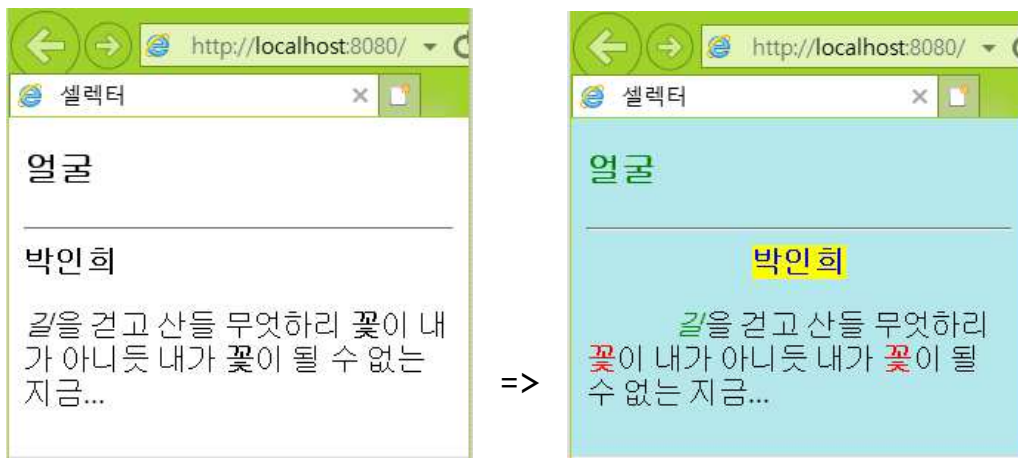 http://localhost:8080/
셀렉터
얼굴
박인희
길을 걷고 산들 무엇하리 꽃이 내
가 아니듯 내가 꽃이 될 수 없는
지금...
=>
http://localhost:8080/
셀렉터
얼굴
박인희
길을 걷고 산들 무엇하리
꽃이 내가 아니듯 내가 꽃이 될
수 없는 지금...